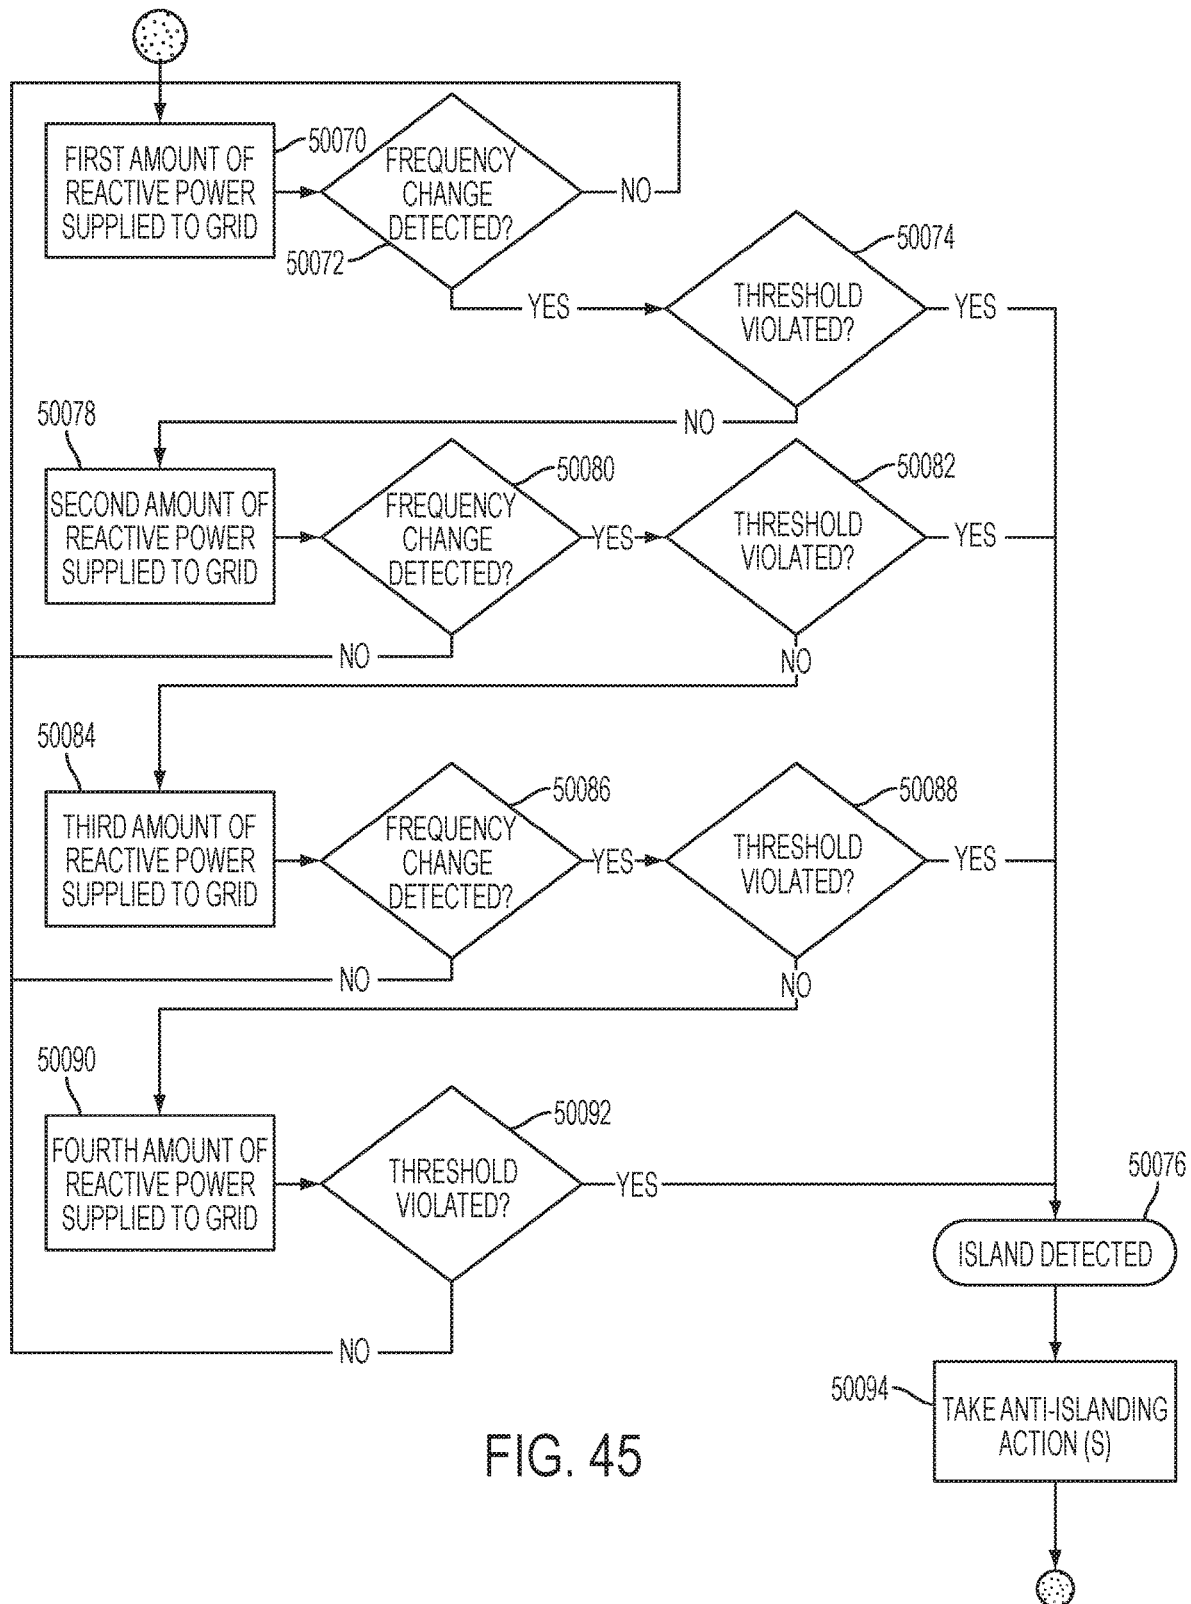 FIRST AMOUNT OF
REACTIVE POWER
SUPPLIED TO GRID
50070
FREQUENCY
CHANGE
DETECTED?
50072
NO
YES
THRESHOLD
VIOLATED?
50074
YES
NO
50078
SECOND AMOUNT OF
REACTIVE POWER
SUPPLIED TO GRID
FREQUENCY
CHANGE
DETECTED?
50080
YES
THRESHOLD
VIOLATED?
50082
YES
NO
NO
50084
THIRD AMOUNT OF
REACTIVE POWER
SUPPLIED TO GRID
FREQUENCY
CHANGE
DETECTED?
50086
YES
THRESHOLD
VIOLATED?
50088
YES
NO
NO
50090
FOURTH AMOUNT OF
REACTIVE POWER
SUPPLIED TO GRID
THRESHOLD
VIOLATED?
50092
YES
NO
50076
ISLAND DETECTED
50094
TAKE ANTI-ISLANDING
ACTION (S)
FIG. 45